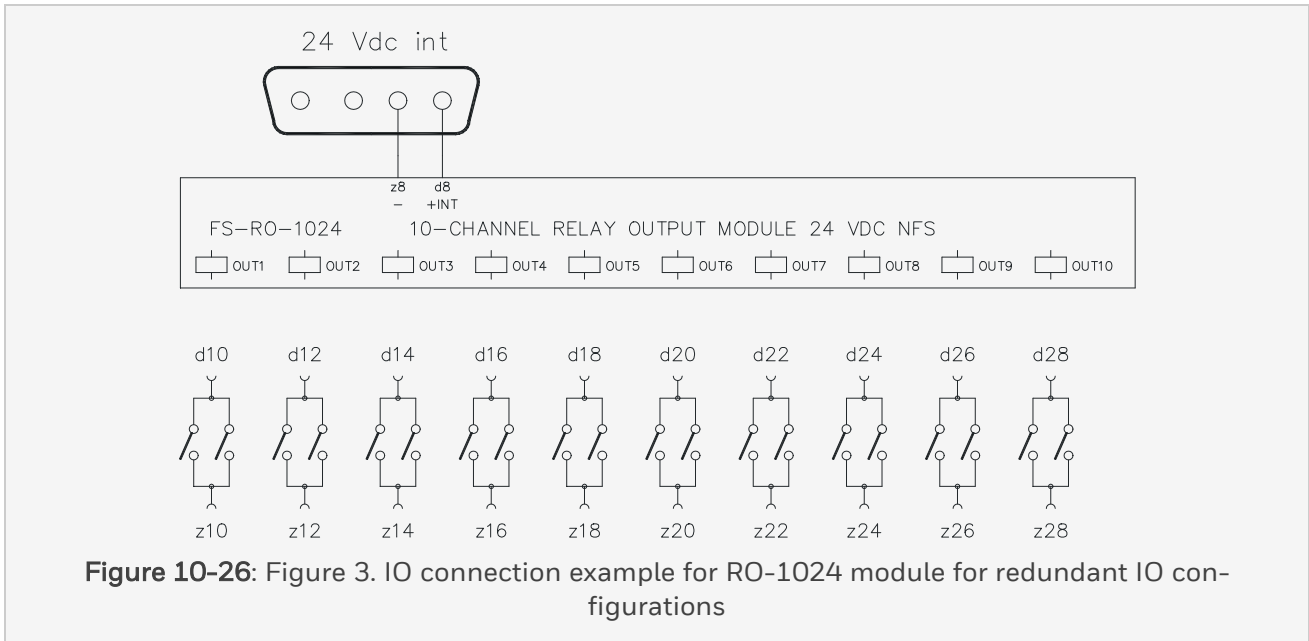 24 Vdc int
z8 d8
− +INT
FS−RO−1024 10−CHANNEL RELAY OUTPUT MODULE 24 VDC NFS
OUT1 OUT2 OUT3 OUT4 OUT5 OUT6 OUT7 OUT8 OUT9 OUT10
d10 d12 d14 d16 d18 d20 d22 d24 d26 d28
z10 z12 z14 z16 z18 z20 z22 z24 z26 z28
Figure 10-26: Figure 3. IO connection example for RO-1024 module for redundant IO con-
figurations